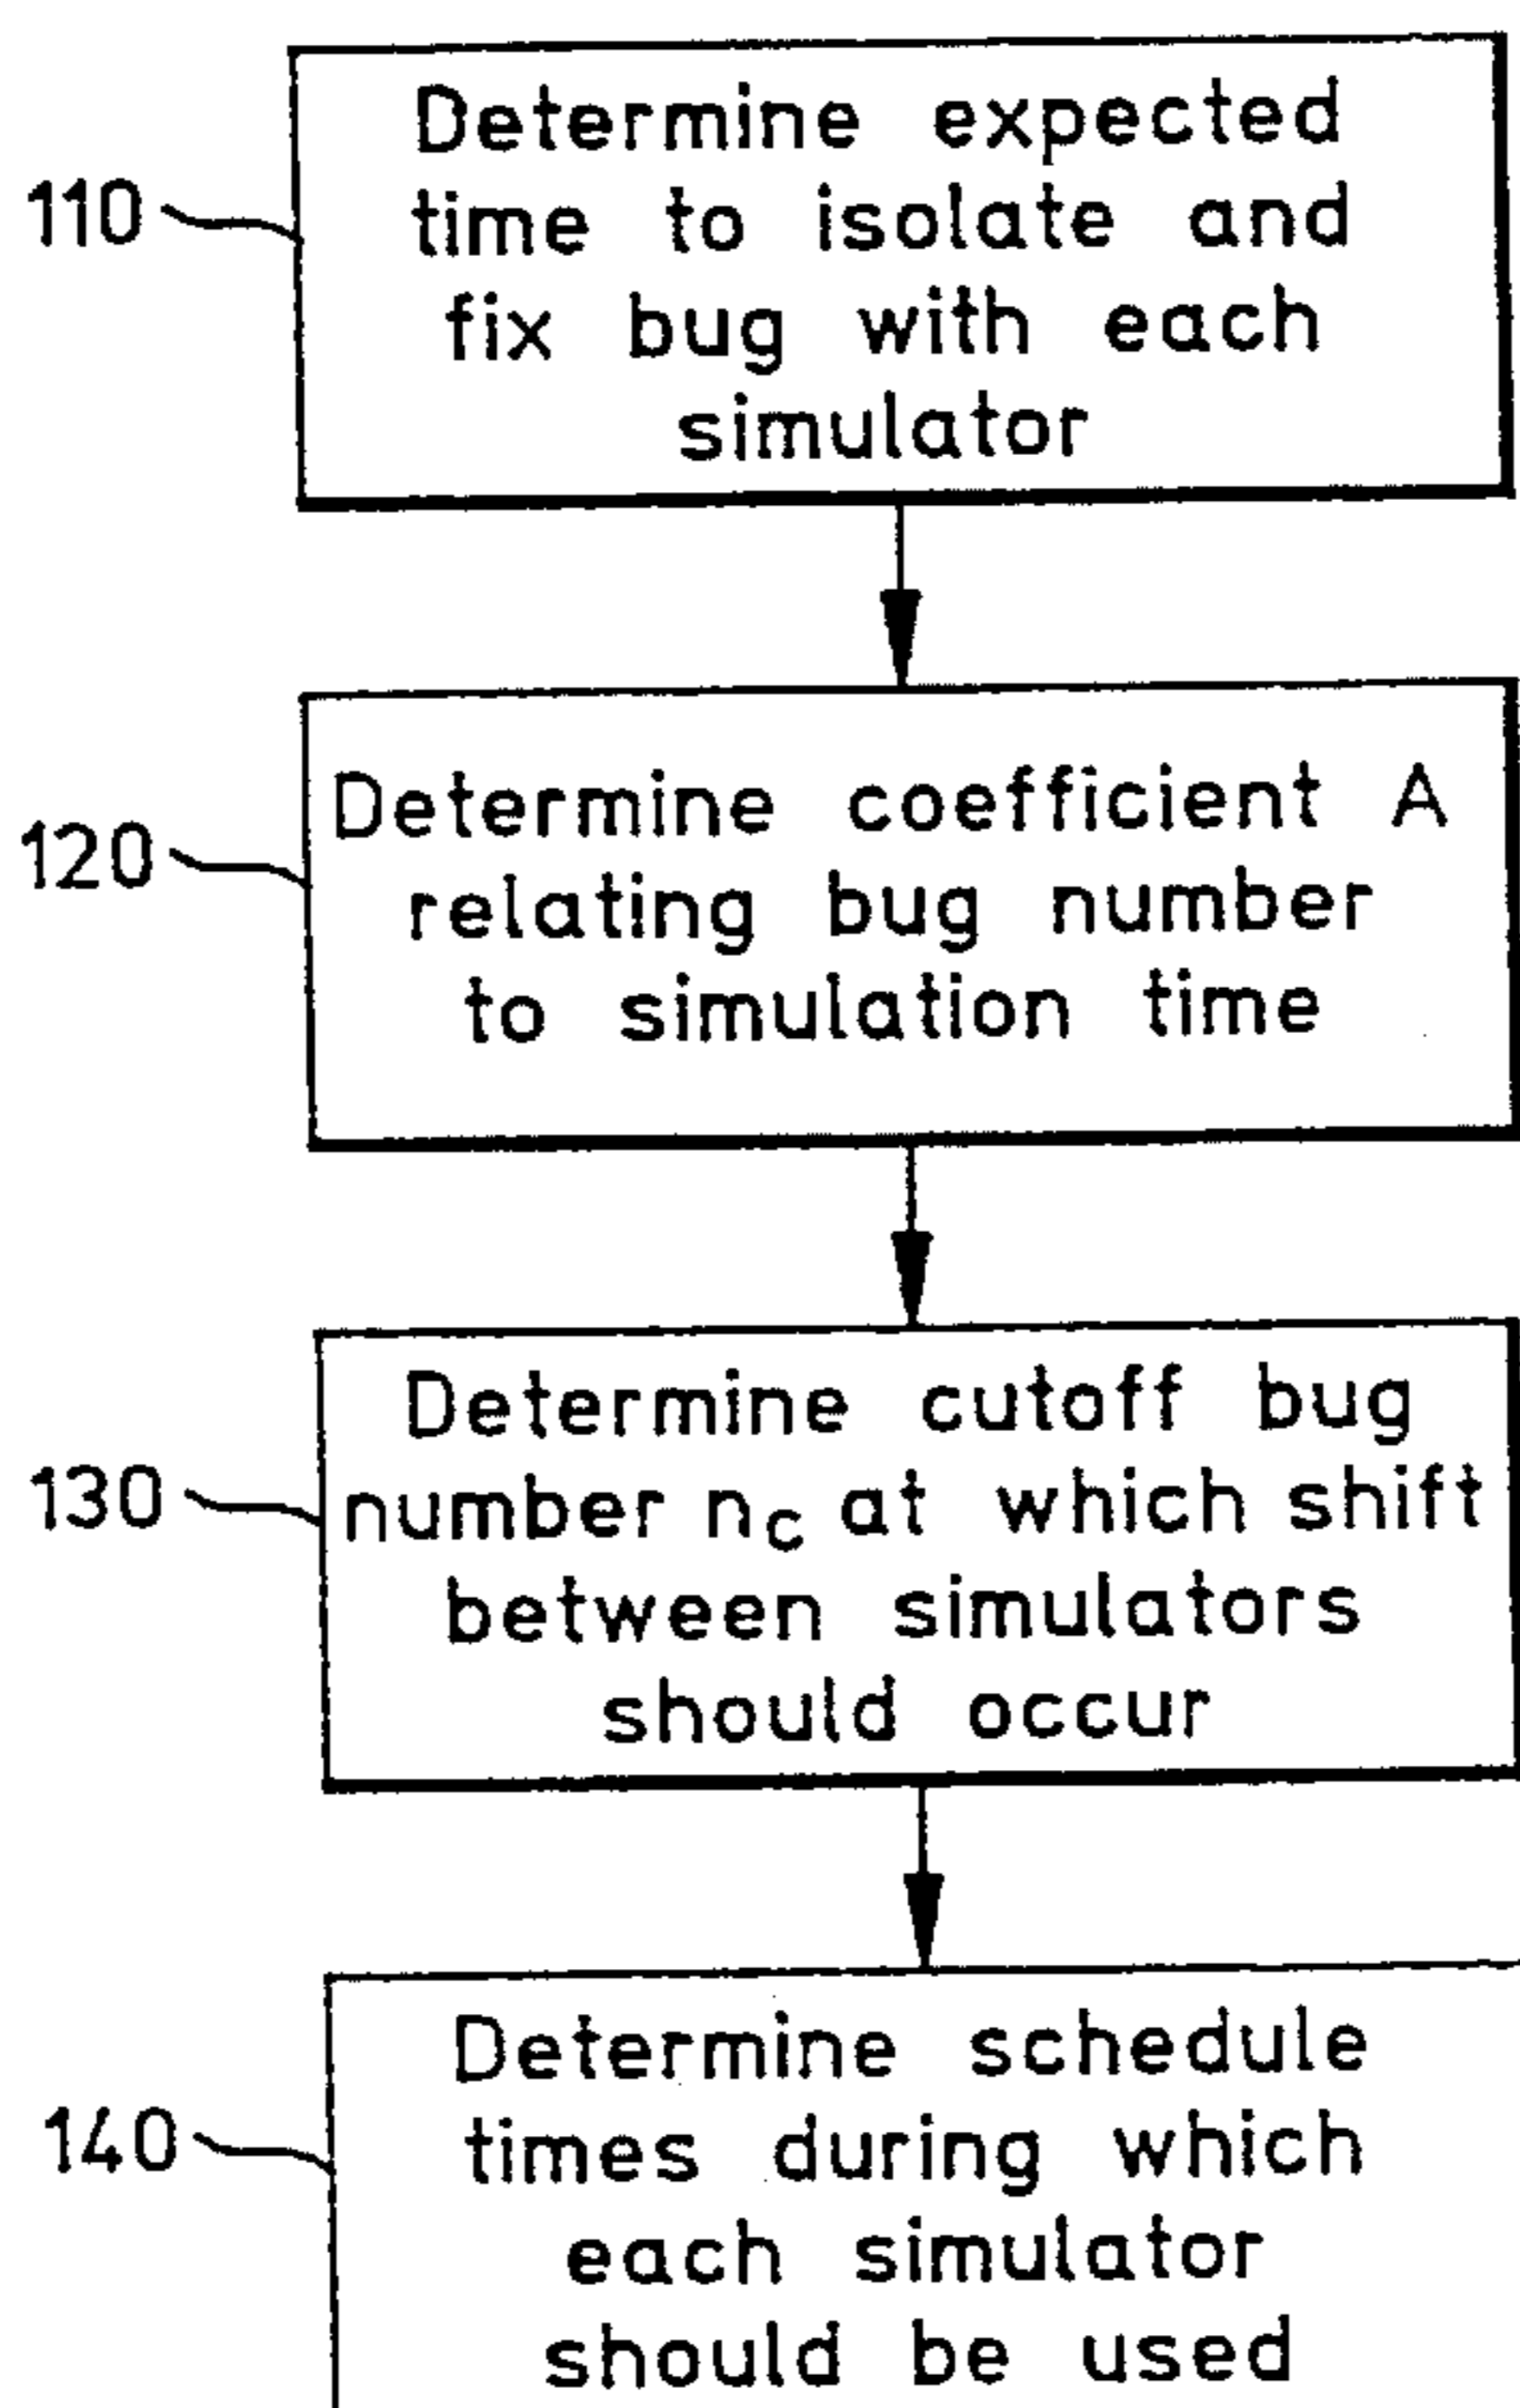 Determine expected
110 time to isolate and
fix bug with each
simulator
Determine coefficient A
120 relating bug number
to simulation time
Determine cutoff bug
130 number n_c at which shift
between simulators
should occur
Determine schedule
140 times during which
each simulator
should be used